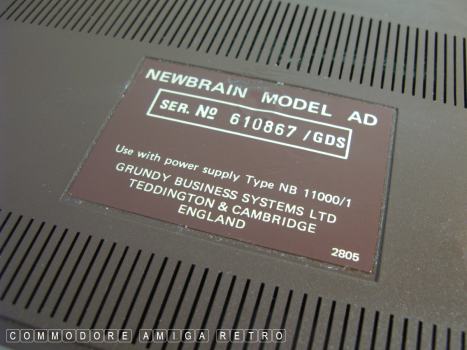 NEWBRAIN MODEL AD
SER. Nº 610867 /GDS
Use with power supply Type NB 11000/1
GRUNDY BUSINESS SYSTEMS LTD
TEDDINGTON & CAMBRIDGE
ENGLAND
2805
COMMODORE AMIGA RETRO